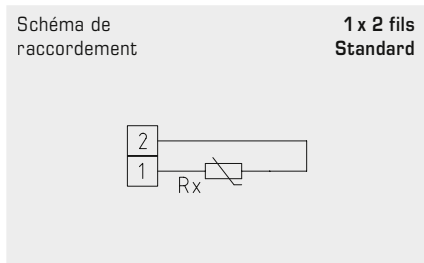 Schéma de
raccordement
1 x 2 fils
Standard
2
1
Rx